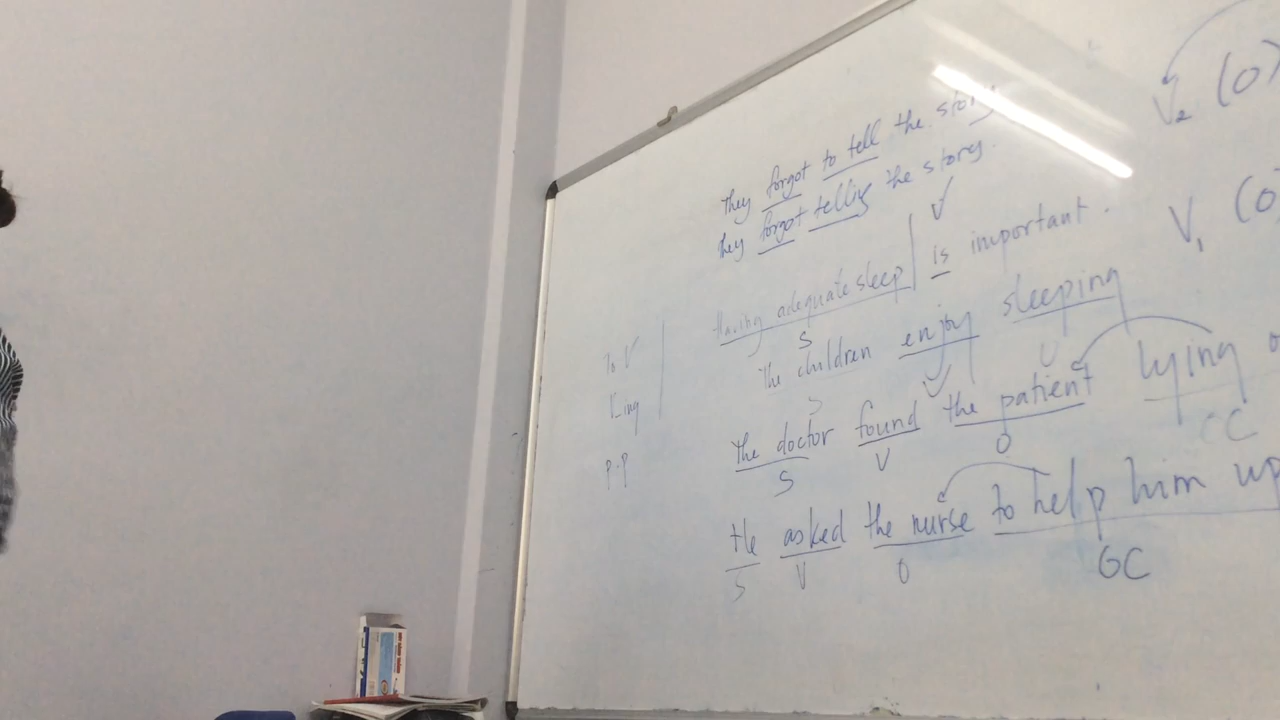 They forgot to tell the story
They forgot telling the story.
V
Having adequate sleep | is important.
S
The children enjoy sleeping
S V
The doctor found the patient lying
S V O CC
He asked the nurse to help him up
S V O OC
To V
V_ing
P.P
V2 (O)
V1 (O